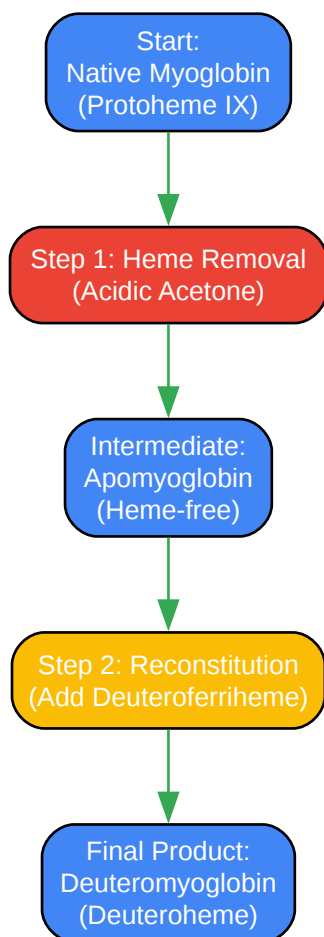 Start:
Native Myoglobin
(Protoheme IX)
Step 1: Heme Removal
(Acidic Acetone)
Intermediate:
Apomyoglobin
(Heme-free)
Step 2: Reconstitution
(Add Deuteroferriheme)
Final Product:
Deuteromyoglobin
(Deuteroheme)